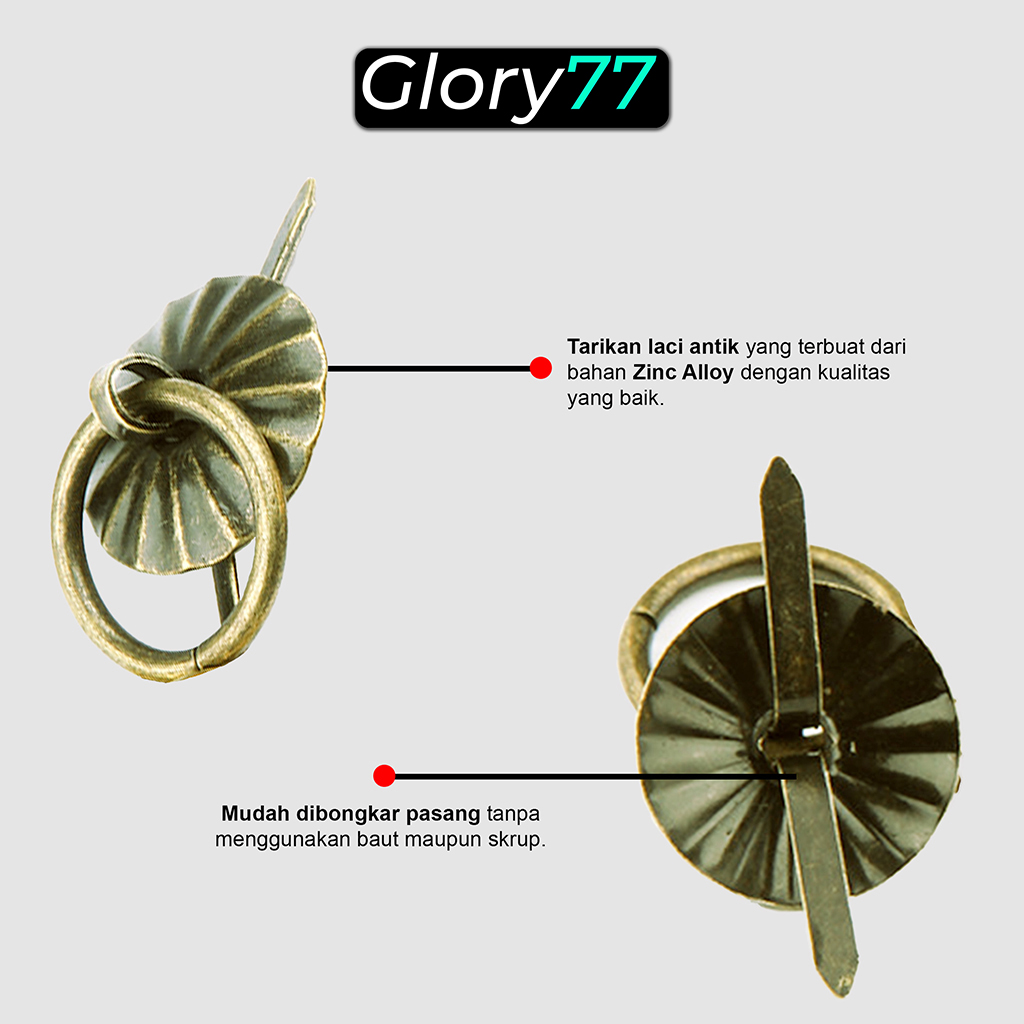 Glory77
Tarikan laci antik yang terbuat dari
bahan Zinc Alloy dengan kualitas
yang baik.
Mudah dibongkar pasang tanpa
menggunakan baut maupun skrup.